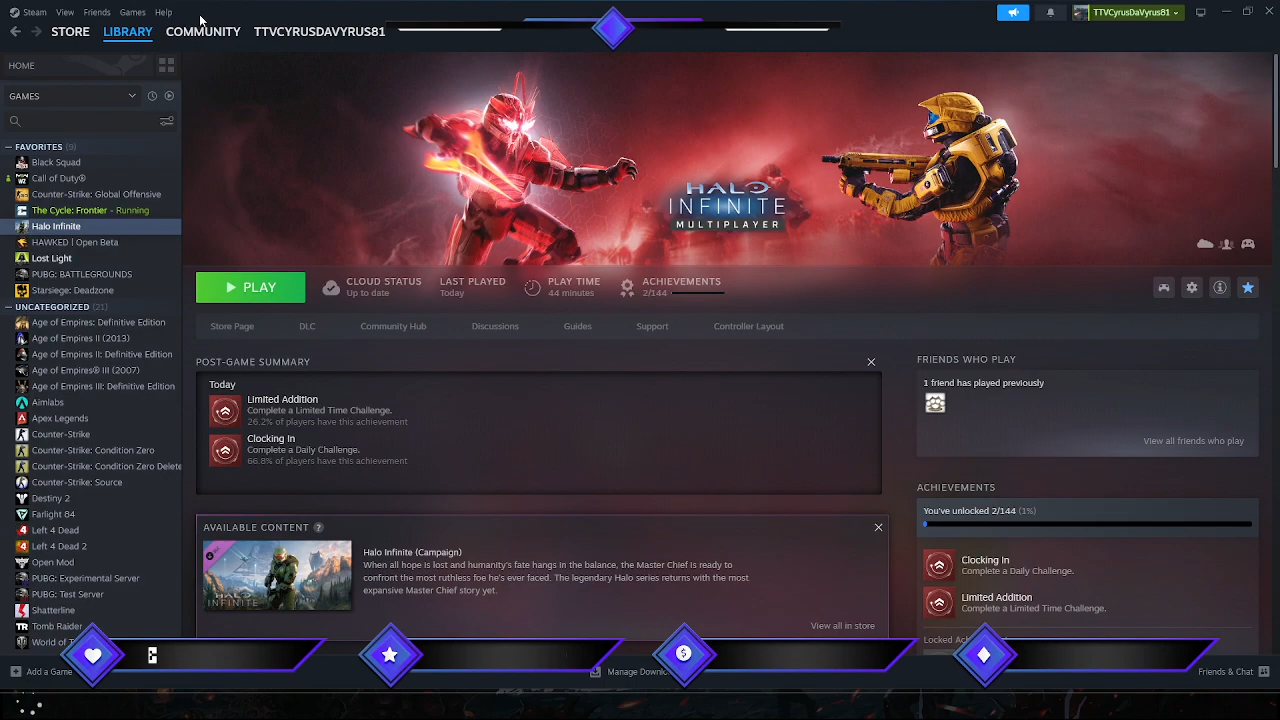 Steam View Friends Games Help
TTVCyrusDaVyrus81
STORE LIBRARY COMMUNITY TTVCYRUSDAVYRUS81
HOME
GAMES
FAVORITES (9)
Black Squad
Call of Duty®
Counter-Strike: Global Offensive
The Cycle: Frontier - Running
Halo Infinite
HAWKED | Open Beta
Lost Light
PUBG: BATTLEGROUNDS
Starsiege: Deadzone
UNCATEGORIZED (21)
Age of Empires: Definitive Edition
Age of Empires II (2013)
Age of Empires II: Definitive Edition
Age of Empires® III (2007)
Age of Empires III: Definitive Edition
Aimlabs
Apex Legends
Counter-Strike
Counter-Strike: Condition Zero
Counter-Strike: Condition Zero Delete
Counter-Strike: Source
Destiny 2
Farlight 84
Left 4 Dead
Left 4 Dead 2
Open Mod
PUBG: Experimental Server
PUBG: Test Server
Shatterline
Tomb Raider
World of
Add a Game
HALO
INFINITE
MULTIPLAYER
PLAY
CLOUD STATUS
Up to date
LAST PLAYED
Today
PLAY TIME
44 minutes
ACHIEVEMENTS
2/144
Store Page DLC Community Hub Discussions Guides Support Controller Layout
POST-GAME SUMMARY
Today
Limited Addition
Complete a Limited Time Challenge.
26.2% of players have this achievement
Clocking In
Complete a Daily Challenge.
66.8% of players have this achievement
AVAILABLE CONTENT ?
HALO
INFINITE
Halo Infinite (Campaign)
When all hope is lost and humanity's fate hangs in the balance, the Master Chief is ready to
confront the most ruthless foe he's ever faced. The legendary Halo series returns with the most
expansive Master Chief story yet.
View all in store
FRIENDS WHO PLAY
1 friend has played previously
View all friends who play
ACHIEVEMENTS
You've unlocked 2/144 (1%)
Clocking In
Complete a Daily Challenge.
Limited Addition
Complete a Limited Time Challenge.
Locked
Manage
Friends & Chat